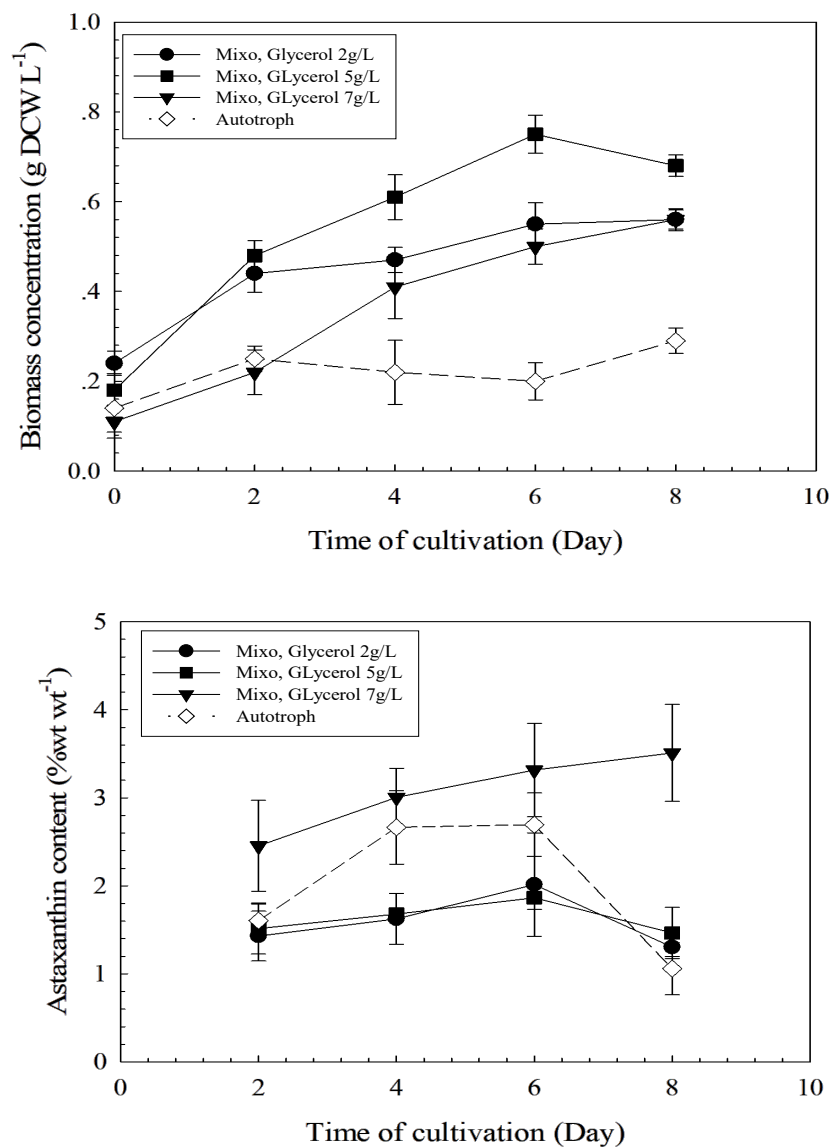 1.0
.8
.6
.4
.2
0.0
Biomass concentration (g DCW L-1)
Mixo, Glycerol 2g/L
Mixo, GLycerol 5g/L
Mixo, GLycerol 7g/L
Autotroph
0 2 4 6 8 10
Time of cultivation (Day)
5
4
3
2
1
0
Astaxanthin content (%wt wt-1)
Mixo, Glycerol 2g/L
Mixo, GLycerol 5g/L
Mixo, GLycerol 7g/L
Autotroph
0 2 4 6 8 10
Time of cultivation (Day)